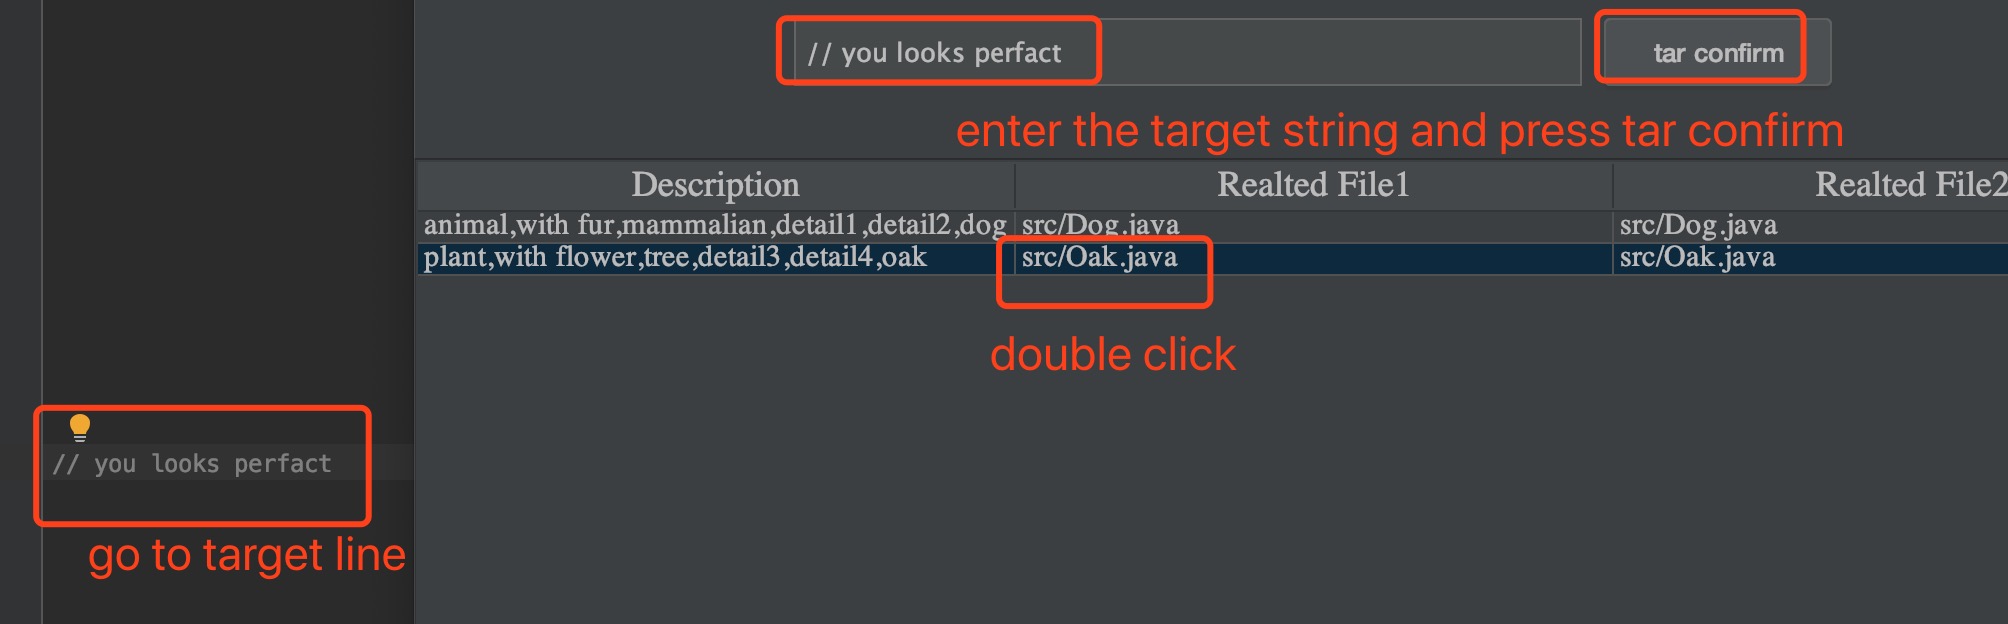 // you looks perfact
tar confirm
enter the target string and press tar confirm
Description
Realted File1
Realted File2
animal,with fur,mammalian,detail1,detail2,dog
src/Dog.java
src/Dog.java
plant,with flower,tree,detail3,detail4,oak
src/Oak.java
src/Oak.java
double click
// you looks perfact
go to target line